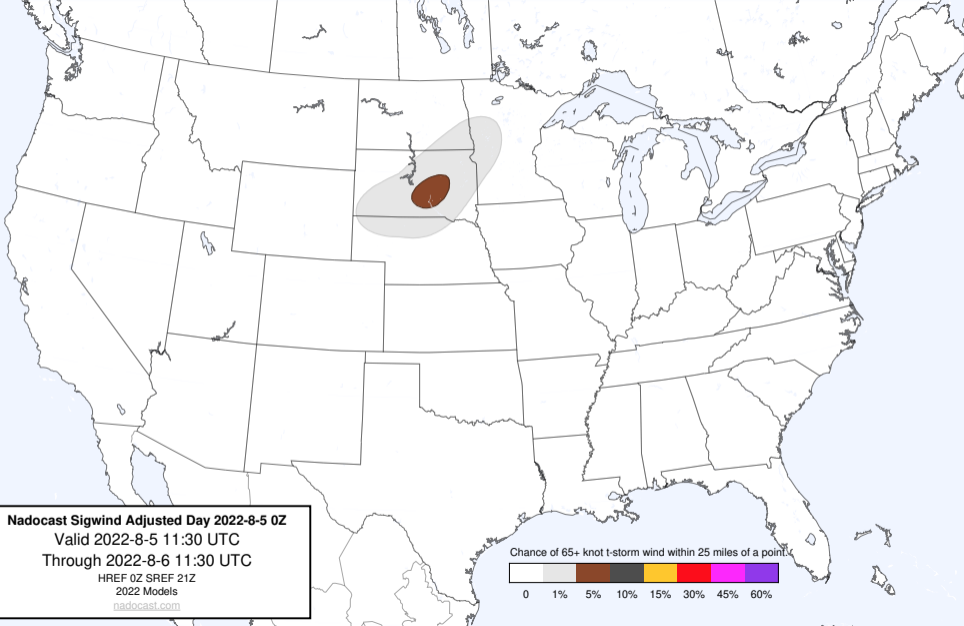 Nadocast Sigwind Adjusted Day 2022-8-5 0Z
Valid 2022-8-5 11:30 UTC
Through 2022-8-6 11:30 UTC
HREF 0Z SREF 21Z
2022 Models
nadocast.com
Chance of 65+ knot t-storm wind within 25 miles of a point.
0 1% 5% 10% 15% 30% 45% 60%